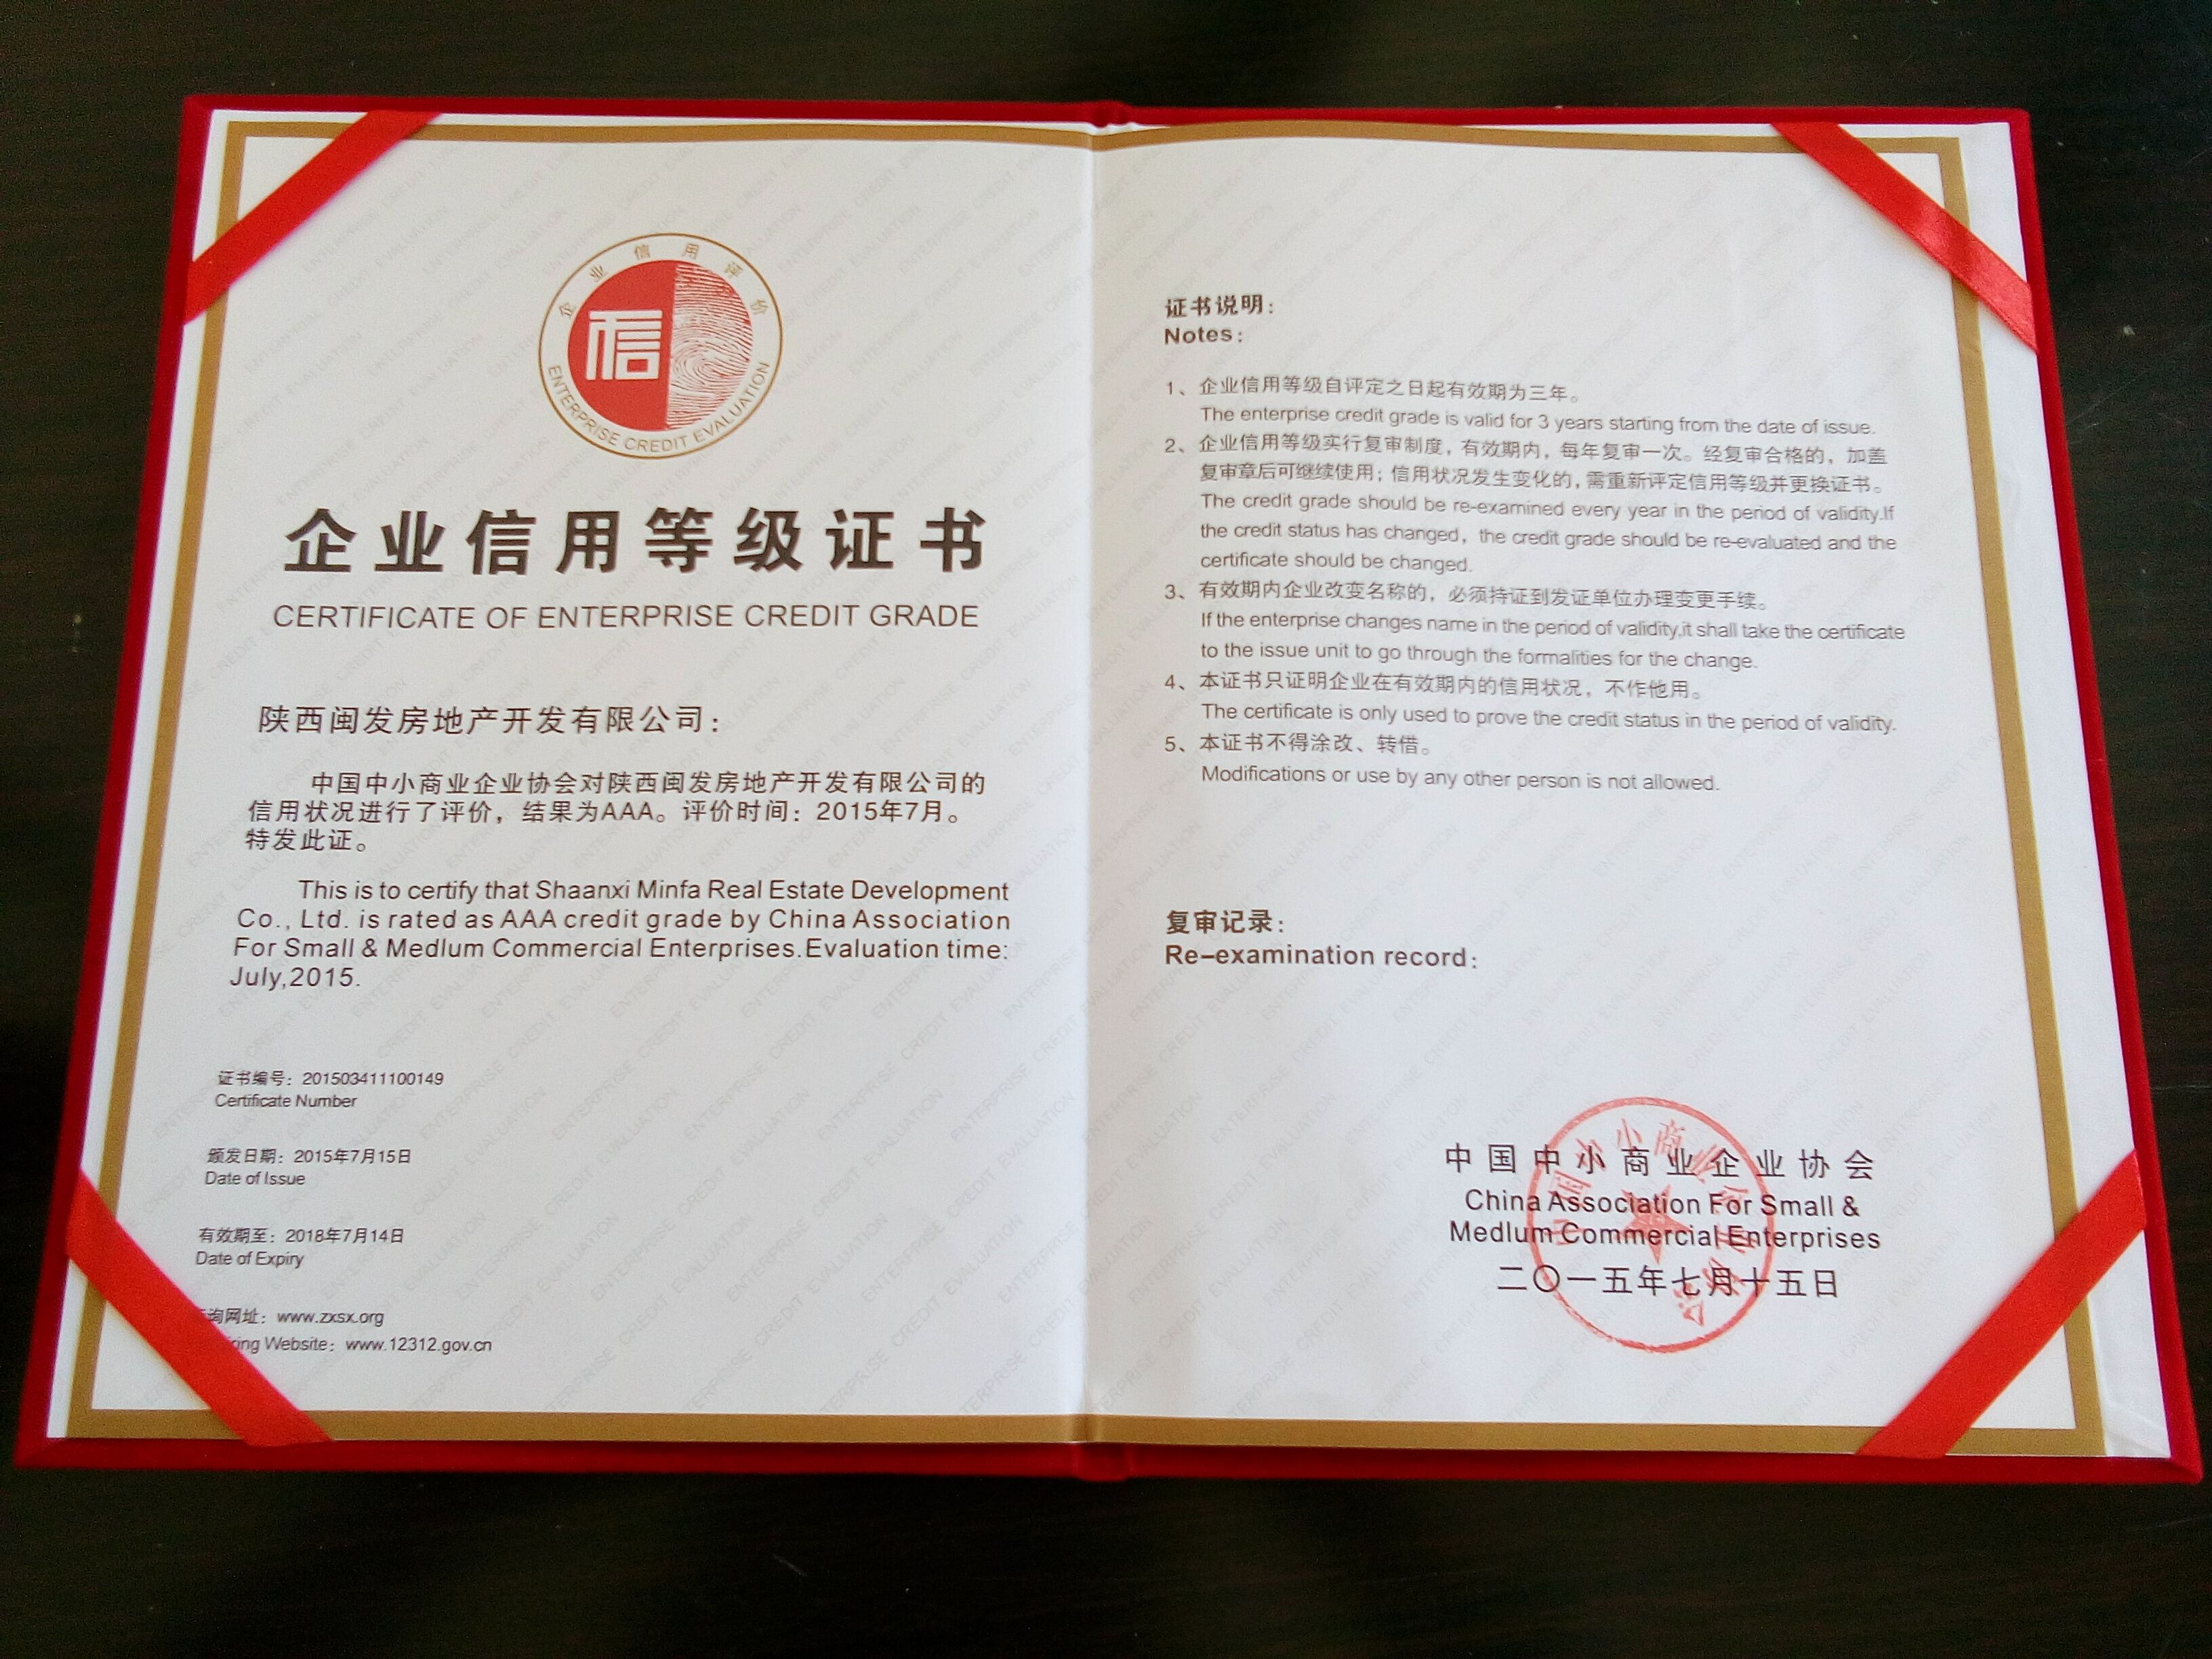 企业信用评价
信
ENTERPRISE CREDIT EVALUATION
企业信用等级证书
CERTIFICATE OF ENTERPRISE CREDIT GRADE
陕西闽发房地产开发有限公司：
中国中小商业企业协会对陕西闽发房地产开发有限公司的
信用状况进行了评价，结果为AAA。评价时间：2015年7月。
特发此证。
This is to certify that Shaanxi Minfa Real Estate Development
Co., Ltd. is rated as AAA credit grade by China Association
For Small & Medlum Commercial Enterprises.Evaluation time:
July,2015.
证书编号：201503411100149
Certificate Number
颁发日期：2015年7月15日
Date of Issue
有效期至：2018年7月14日
Date of Expiry
询网址：www.zxsx.org
Website：www.12312.gov.cn
证书说明：
Notes：
1、企业信用等级自评定之日起有效期为三年。
The enterprise credit grade is valid for 3 years starting from the date of issue.
2、企业信用等级实行复审制度，有效期内，每年复审一次。经复审合格的，加盖
复审章后可继续使用；信用状况发生变化的，需重新评定信用等级并更换证书。
The credit grade should be re-examined every year in the period of validity.If
the credit status has changed，the credit grade should be re-evaluated and the
certificate should be changed.
3、有效期内企业改变名称的，必须持证到发证单位办理变更手续。
If the enterprise changes name in the period of validity,it shall take the certificate
to the issue unit to go through the formalities for the change.
4、本证书只证明企业在有效期内的信用状况，不作他用。
The certificate is only used to prove the credit status in the period of validity.
5、本证书不得涂改、转借。
Modifications or use by any other person is not allowed.
复审记录：
Re-examination record：
中国中小商业企业协会
China Association For Small &
Medlum Commercial Enterprises
二〇一五年七月十五日